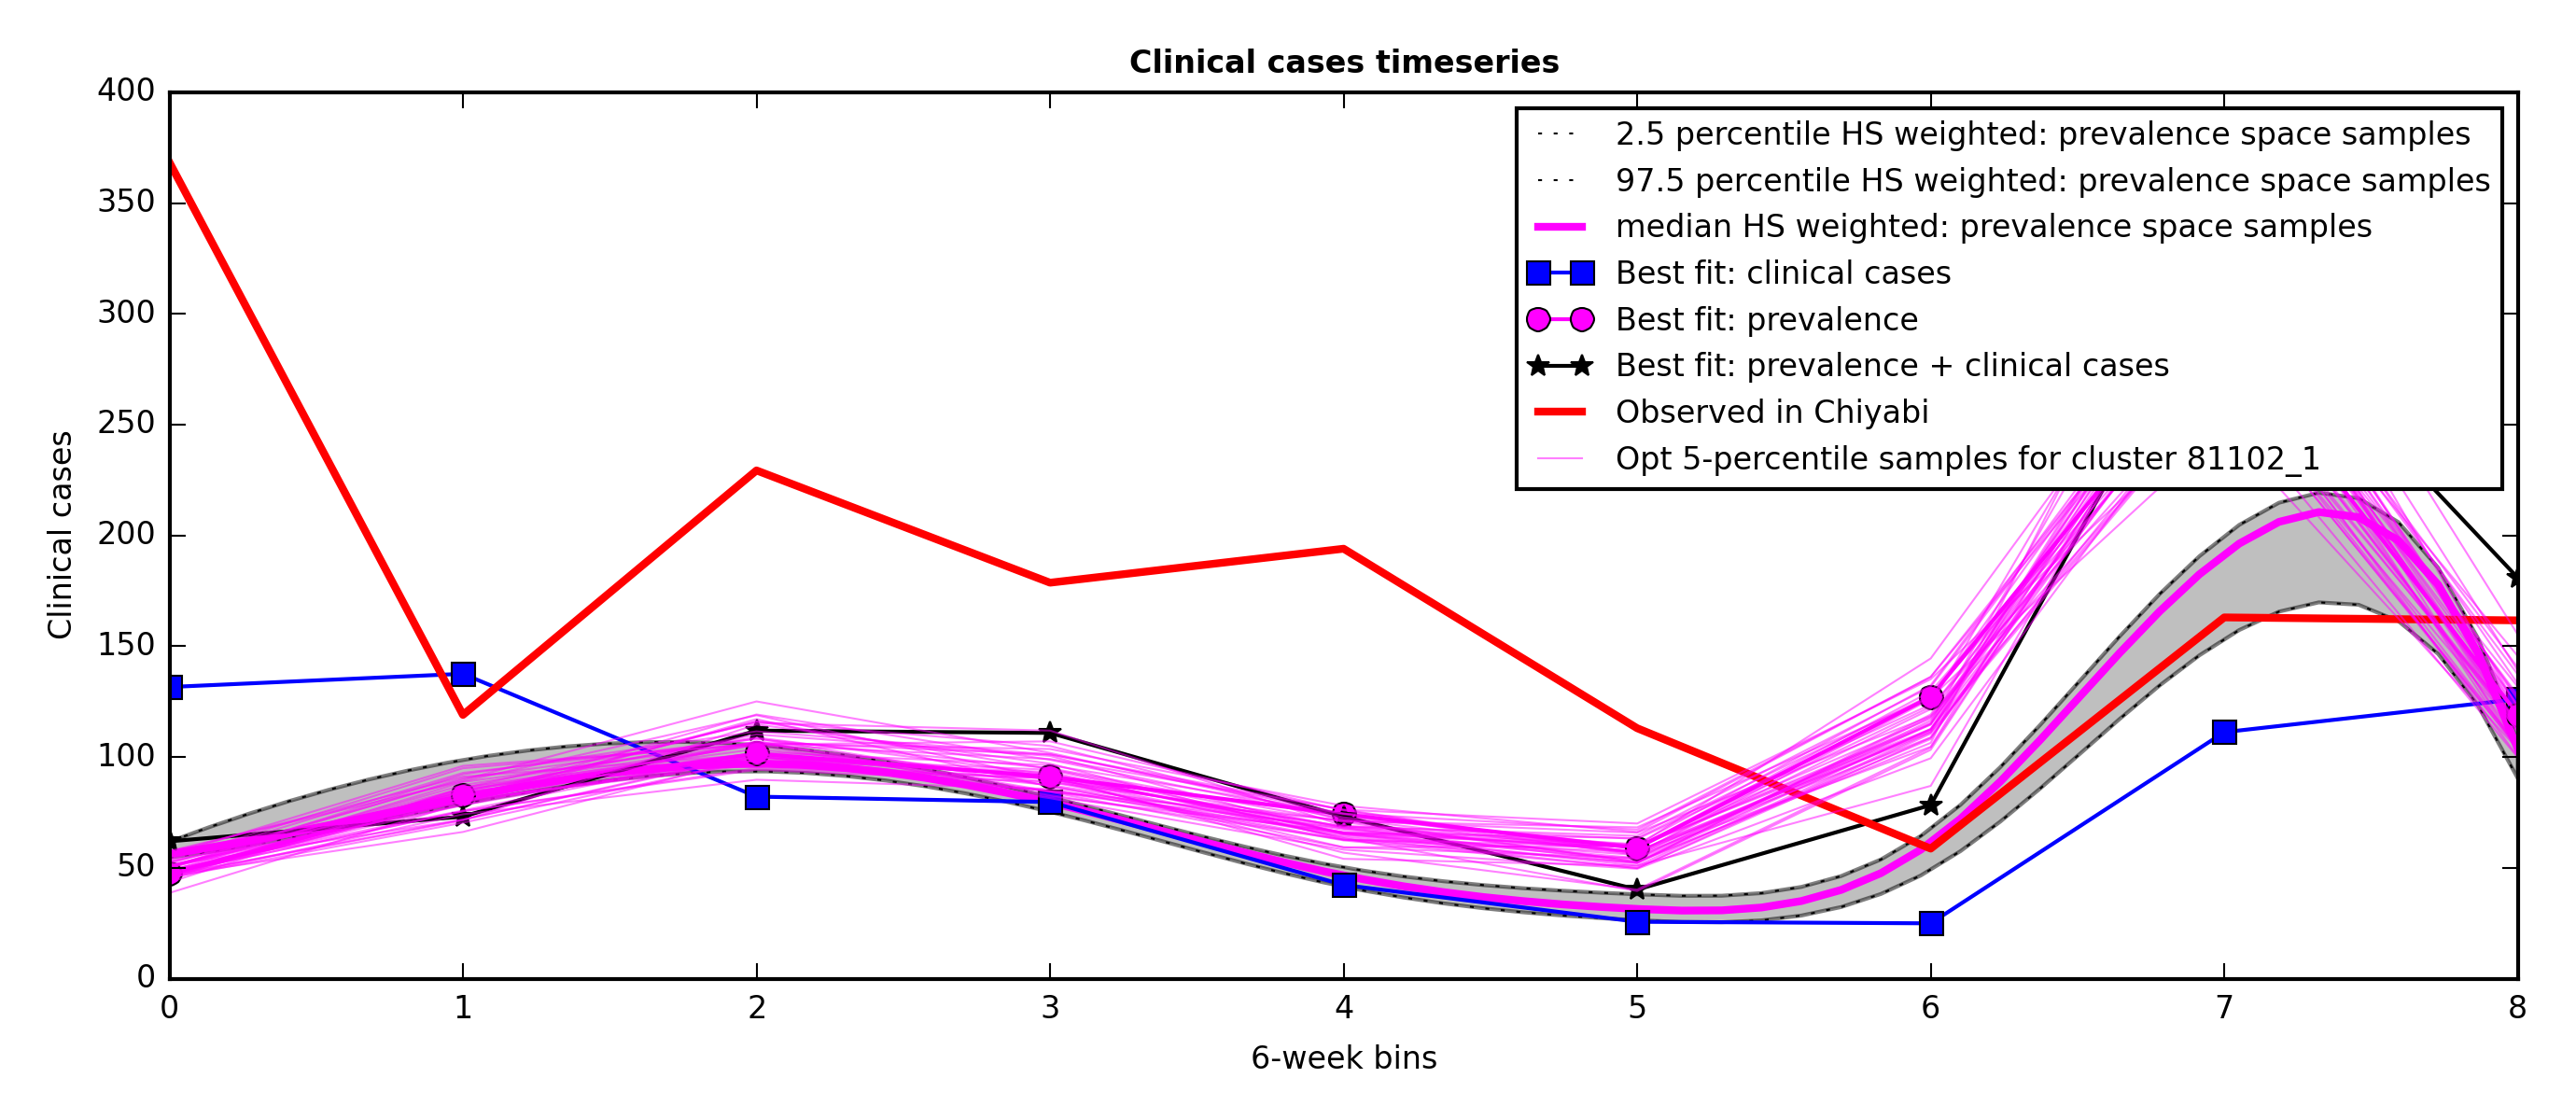 Clinical cases timeseries
400
350
300
250
200
150
100
50
0
Clinical cases
2.5 percentile HS weighted: prevalence space samples
97.5 percentile HS weighted: prevalence space samples
median HS weighted: prevalence space samples
Best fit: clinical cases
Best fit: prevalence
Best fit: prevalence + clinical cases
Observed in Chiyabi
Opt 5-percentile samples for cluster 81102_1
0 1 2 3 4 5 6 7 8
6-week bins